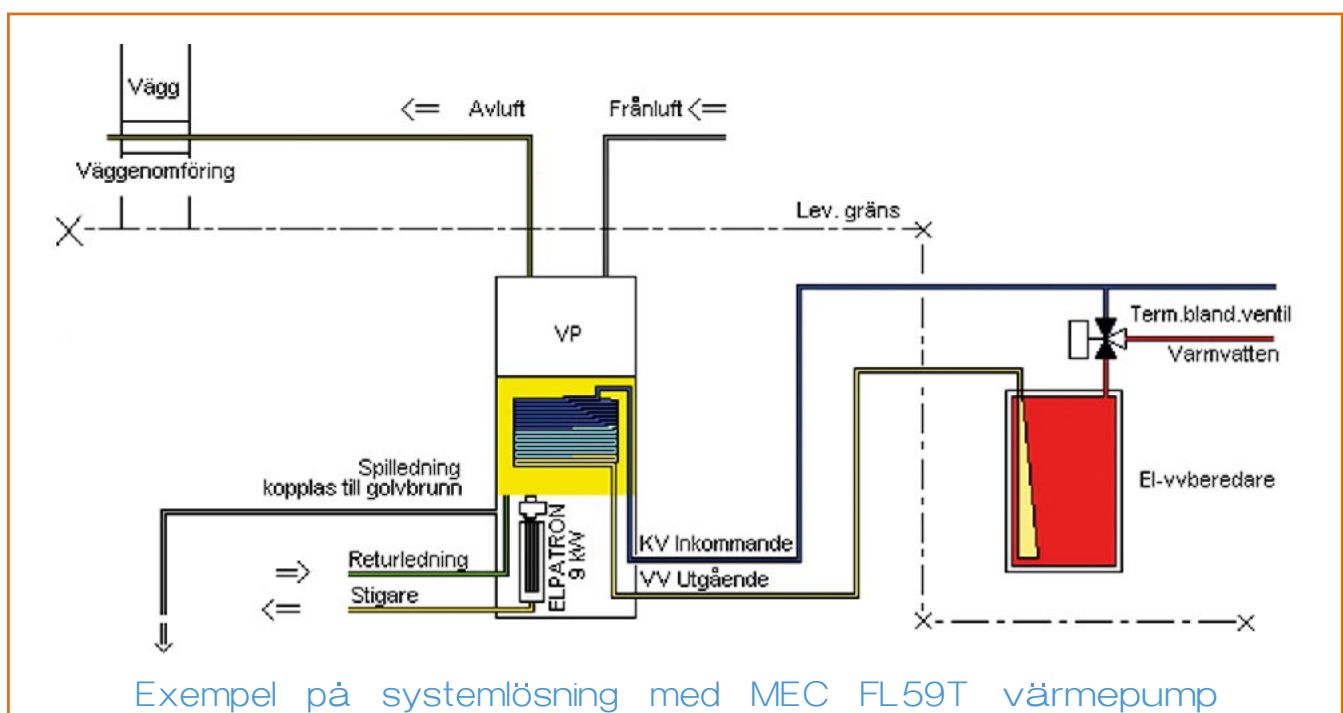 Vägg
Avluft
Frånluft
Väggenomföring
Lev. gräns
VP
Term.bland.ventil
Varmvatten
Spilledning
kopplas till golvbrunn
El-vvberedare
ELPATRON
9 kW
KV Inkommande
Returledning
VV Utgående
Stigare
Exempel på systemlösning med MEC FL59T värmepump